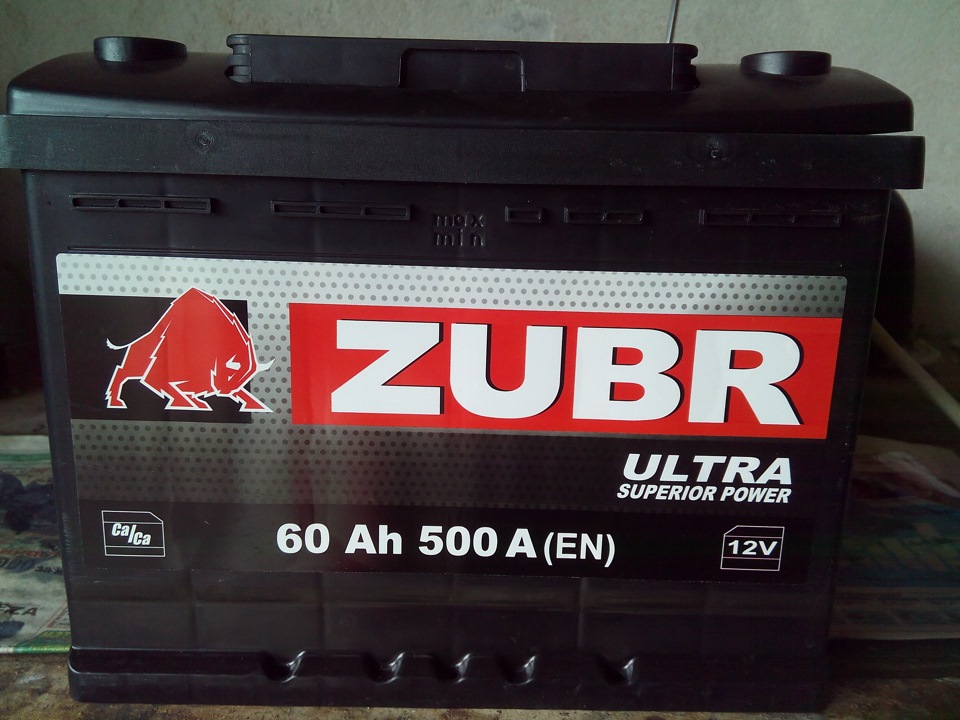 max
min
ZUBR
ULTRA
SUPERIOR POWER
Ca/Ca
60 Ah 500 A (EN)
12V